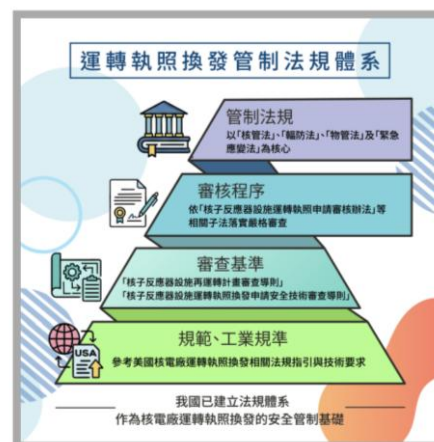 運轉執照換發管制法規體系
管制法規
以「核管法」、「輻防法」、「物管法」及「緊急
應變法」為核心
審核程序
依「核子反應器設施運轉執照申請審核辦法」等
相關子法落實嚴格審查
審查基準
「核子反應器設施再運轉計畫審查導則」
「核子反應器設施運轉執照換發申請安全技術審查導則」
規範、工業規準
USA
參考美國核電廠運轉執照換發相關法規指引與技術要求
我國已建立法規體系
作為核電廠運轉執照換發的安全管制基礎